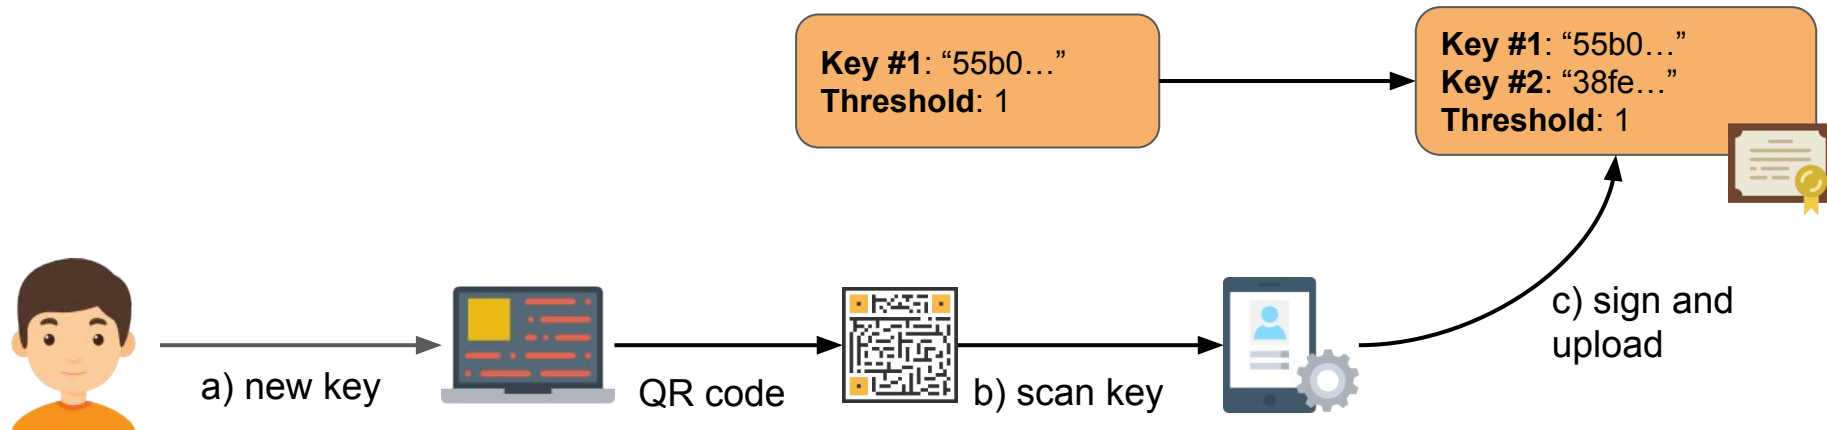 Key #1: “55b0…”
Threshold: 1
Key #1: “55b0…”
Key #2: “38fe…”
Threshold: 1
a) new key
QR code
b) scan key
c) sign and
upload